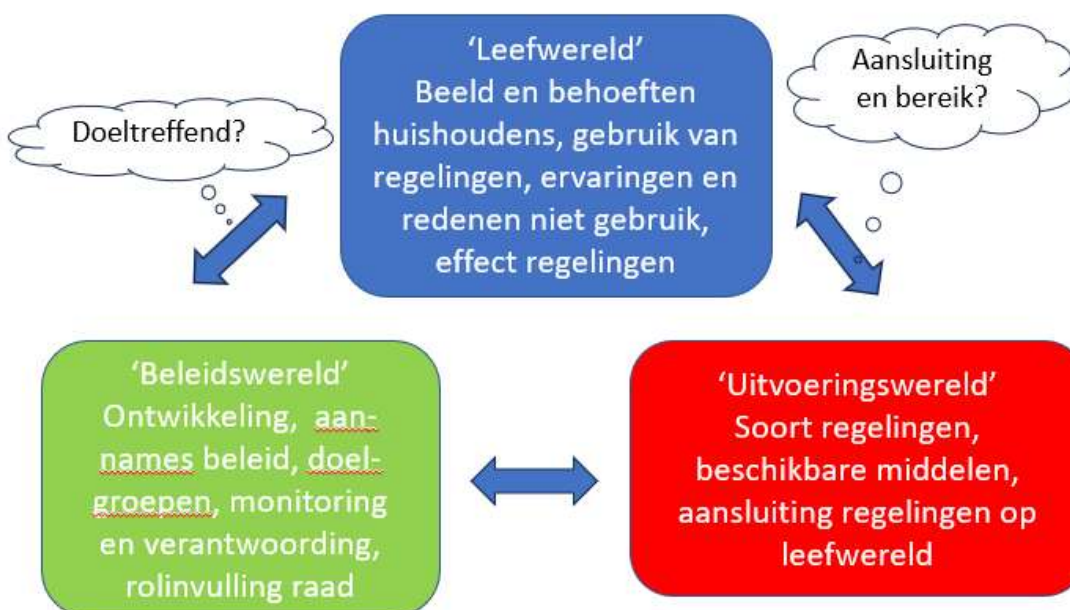 ‘Leefwereld’
Beeld en behoeften
huishoudens, gebruik van
regelingen, ervaringen en
redenen niet gebruik,
effect regelingen
Doeltreffend?
Aansluiting
en bereik?
‘Beleidswereld’
Ontwikkeling, aan-
names beleid, doel-
groepen, monitoring
en verantwoording,
rolinvulling raad
‘Uitvoeringswereld’
Soort regelingen,
beschikbare middelen,
aansluiting regelingen op
leefwereld